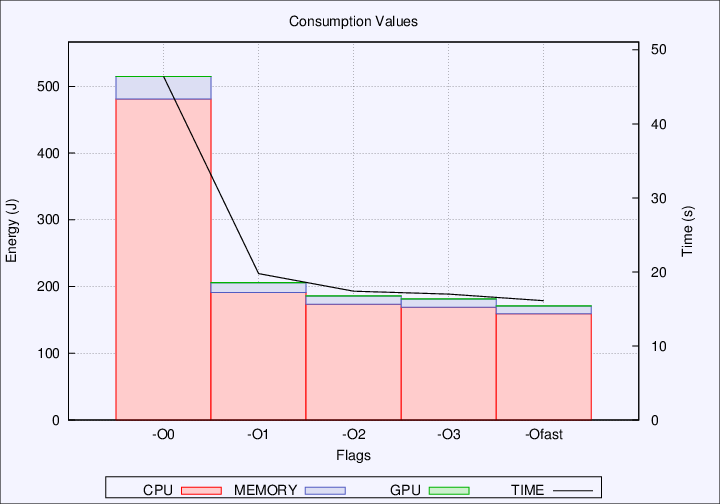 Consumption Values
500
400
300
200
100
0
50
40
30
20
10
0
Energy (J)
Time (s)
-O0 -O1 -O2 -O3 -Ofast
Flags
CPU MEMORY GPU TIME